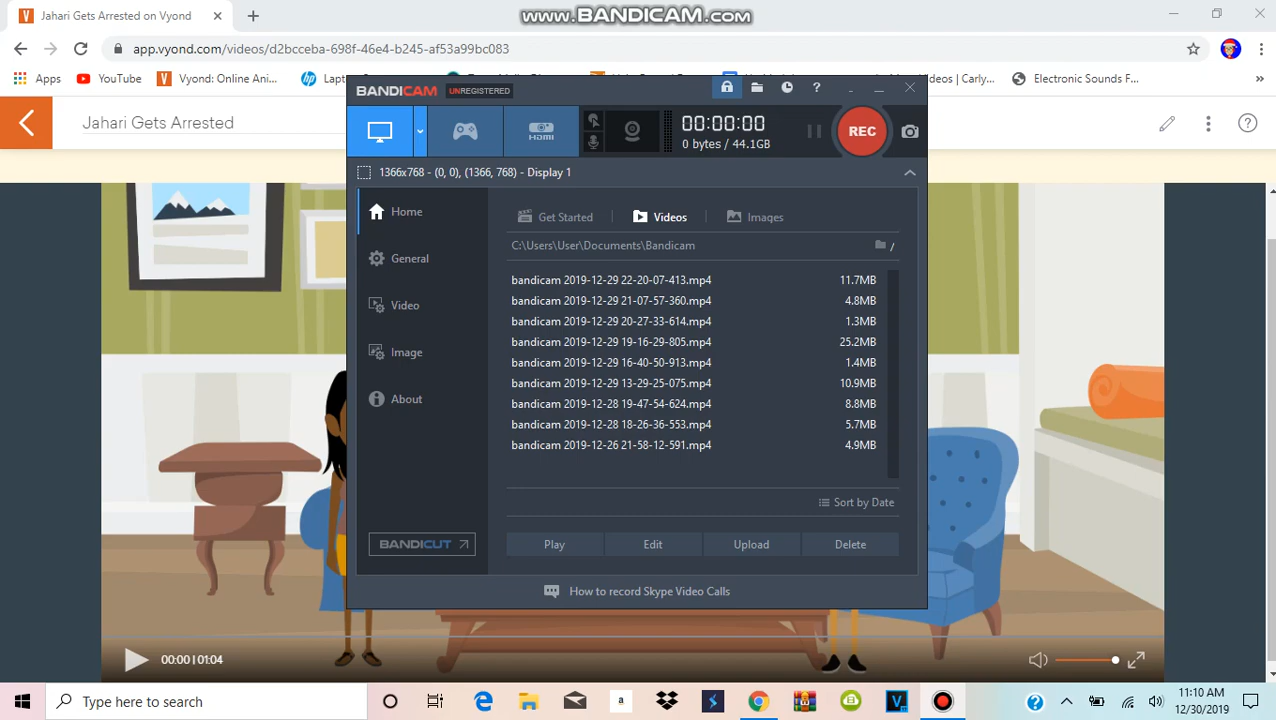 Jahari Gets Arrested on Vyond
www.BANDICAM.com
app.vyond.com/videos/d2bcceba-698f-46e4-b245-af53a99bc083
Apps YouTube Vyond: Online Ani... Videos | Carly... Electronic Sounds F... »
BANDICAM UNREGISTERED
Jahari Gets Arrested
HDMI
00:00:00
0 bytes / 44.1GB
REC
1366x768 - (0, 0), (1366, 768) - Display 1
Home
General
Video
Image
About
BANDICUT
Get Started
Videos
Images
C:\Users\User\Documents\Bandicam
/
bandicam 2019-12-29 22-20-07-413.mp4 11.7MB
bandicam 2019-12-29 21-07-57-360.mp4 4.8MB
bandicam 2019-12-29 20-27-33-614.mp4 1.3MB
bandicam 2019-12-29 19-16-29-805.mp4 25.2MB
bandicam 2019-12-29 16-40-50-913.mp4 1.4MB
bandicam 2019-12-29 13-29-25-075.mp4 10.9MB
bandicam 2019-12-28 19-47-54-624.mp4 8.8MB
bandicam 2019-12-28 18-26-36-553.mp4 5.7MB
bandicam 2019-12-26 21-58-12-591.mp4 4.9MB
Sort by Date
Play Edit Upload Delete
How to record Skype Video Calls
00:00 | 01:04
Type here to search
11:10 AM
12/30/2019